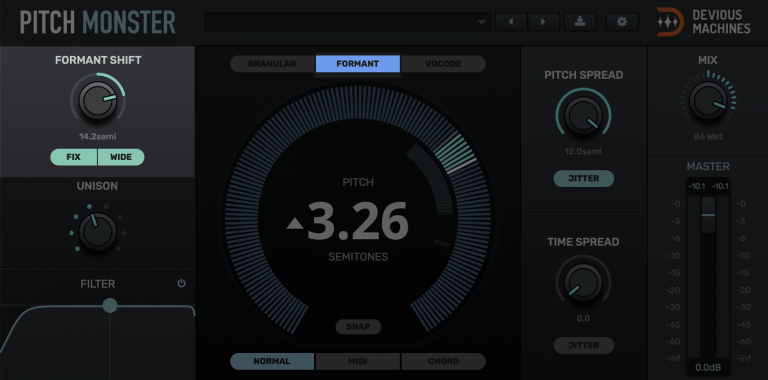 PITCH MONSTER
DEVIOUS
MACHINES
FORMANT SHIFT
14.2semi
FIX WIDE
UNISON
FILTER
GRANULAR FORMANT VOCODE
PITCH
3.26
SEMITONES
SNAP
NORMAL MIDI CHORD
PITCH SPREAD
12.0semi
JITTER
TIME SPREAD
0.0
JITTER
MIX
86 Wet
MASTER
-10.1 -10.1
-0 -0
-3 -3
-6 -6
-10 -10
-15 -15
-20 -20
-30 -30
-45 -45
-60 -60
-inf -inf
0.0dB